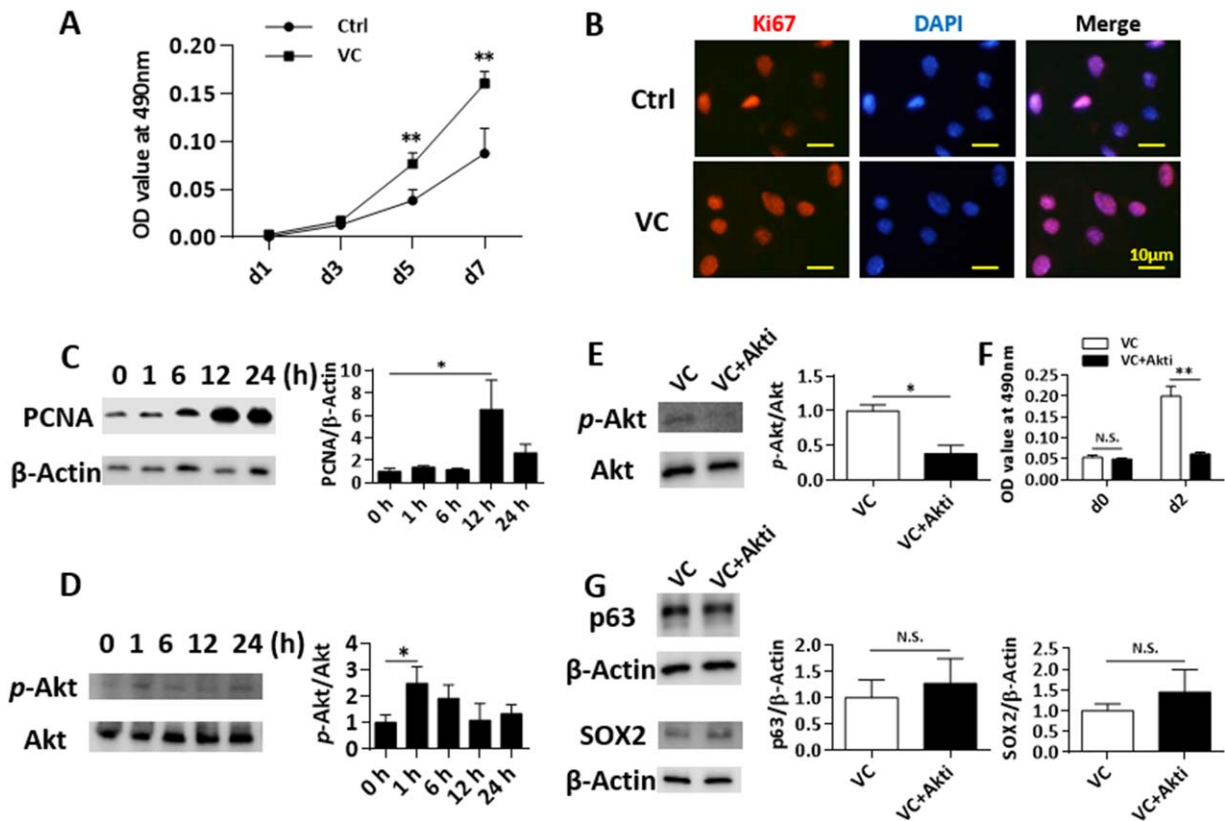 A
Ctrl
VC
OD value at 490nm
0.20
0.15
0.10
0.05
0.00
**
**
d1
d3
d5
d7
B
Ki67 DAPI Merge
Ctrl
VC
10μm
C
0 1 6 12 24 (h)
PCNA
β-Actin
PCNA/β-Actin
10
8
6
4
2
0
*
0 h
1 h
6 h
12 h
24 h
D
0 1 6 12 24 (h)
p-Akt
Akt
p-Akt/Akt
4
3
2
1
0
*
0 h
1 h
6 h
12 h
24 h
E
VC
VC+Akti
p-Akt
Akt
p-Akt/Akt
1.5
1.0
0.5
0.0
*
VC
VC+Akti
F
VC
VC+Akti
OD value at 490nm
0.25
0.20
0.15
0.10
0.05
0.00
N.S.
**
d0
d2
G
VC
VC+Akti
p63
β-Actin
SOX2
β-Actin
p63/β-Actin
2.0
1.5
1.0
0.5
0.0
N.S.
VC
VC+Akti
SOX2/β-Actin
2.5
2.0
1.5
1.0
0.5
0.0
N.S.
VC
VC+Akti